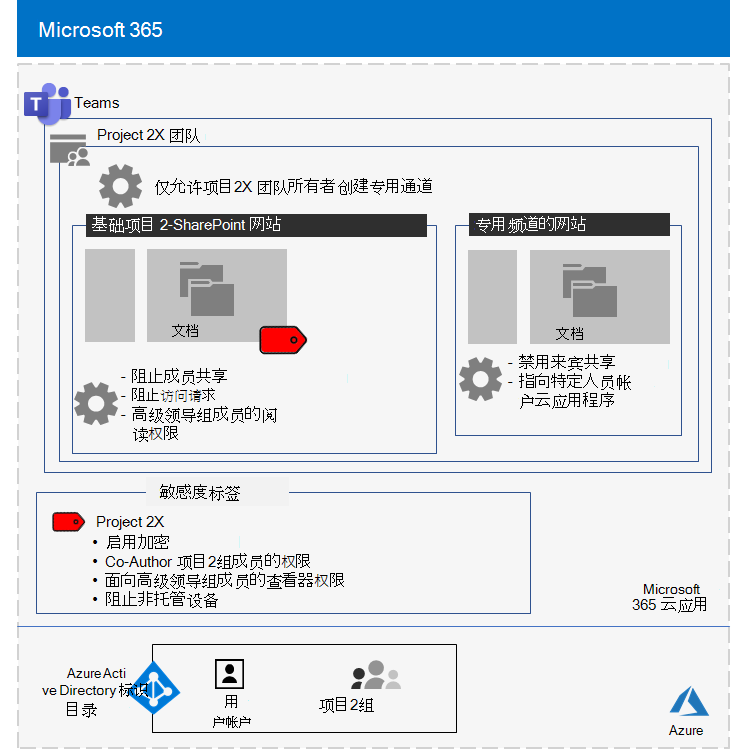 Microsoft 365
T
Teams
Project 2X 团队
仅允许项目2X 团队所有者 创建专用通道
基础项目 2-SharePoint 网站
专用 频道的网站
文档
文档
- 阻止成员共享
- 阻止 访问请求
- 高级领导组成员的阅
读权限
- 禁用来宾共享
- 指向特定人员帐
户云应用程序
敏感度标签
Project 2X
• 启用加密
• Co-Author 项目2组成员的权限
• 面向高级领导组成员的查看器权限
• 阻止非托管设备
Microsoft
365 云应用
Azure Acti
ve Directory 标识
目录
用
户帐户
项目2组
Azure